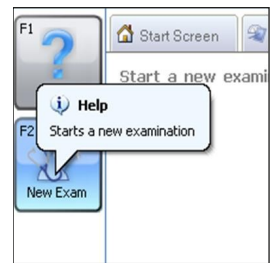 F1
Start Screen
Start a new exami
Help
F2
Starts a new examination
New Exam